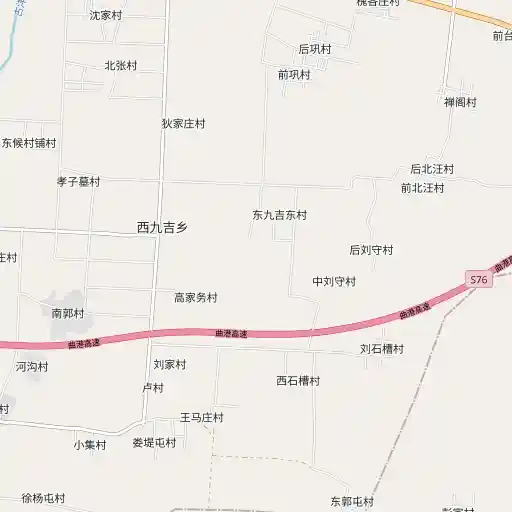 槐各庄村
沈家村
前台
后巩村
北张村
前巩村
禅阁村
狄家庄村
东候村铺村
后北汪村
孝子墓村
前北汪村
东九吉东村
西九吉乡
后刘守村
庄村
曲港高速
S76
中刘守村
高家务村
南郭村
曲港高速
曲港高速
曲港高速
刘石槽村
河沟村
刘家村
西石槽村
卢村
村
王马庄村
小集村
娄堤屯村
徐杨屯村
东郭屯村